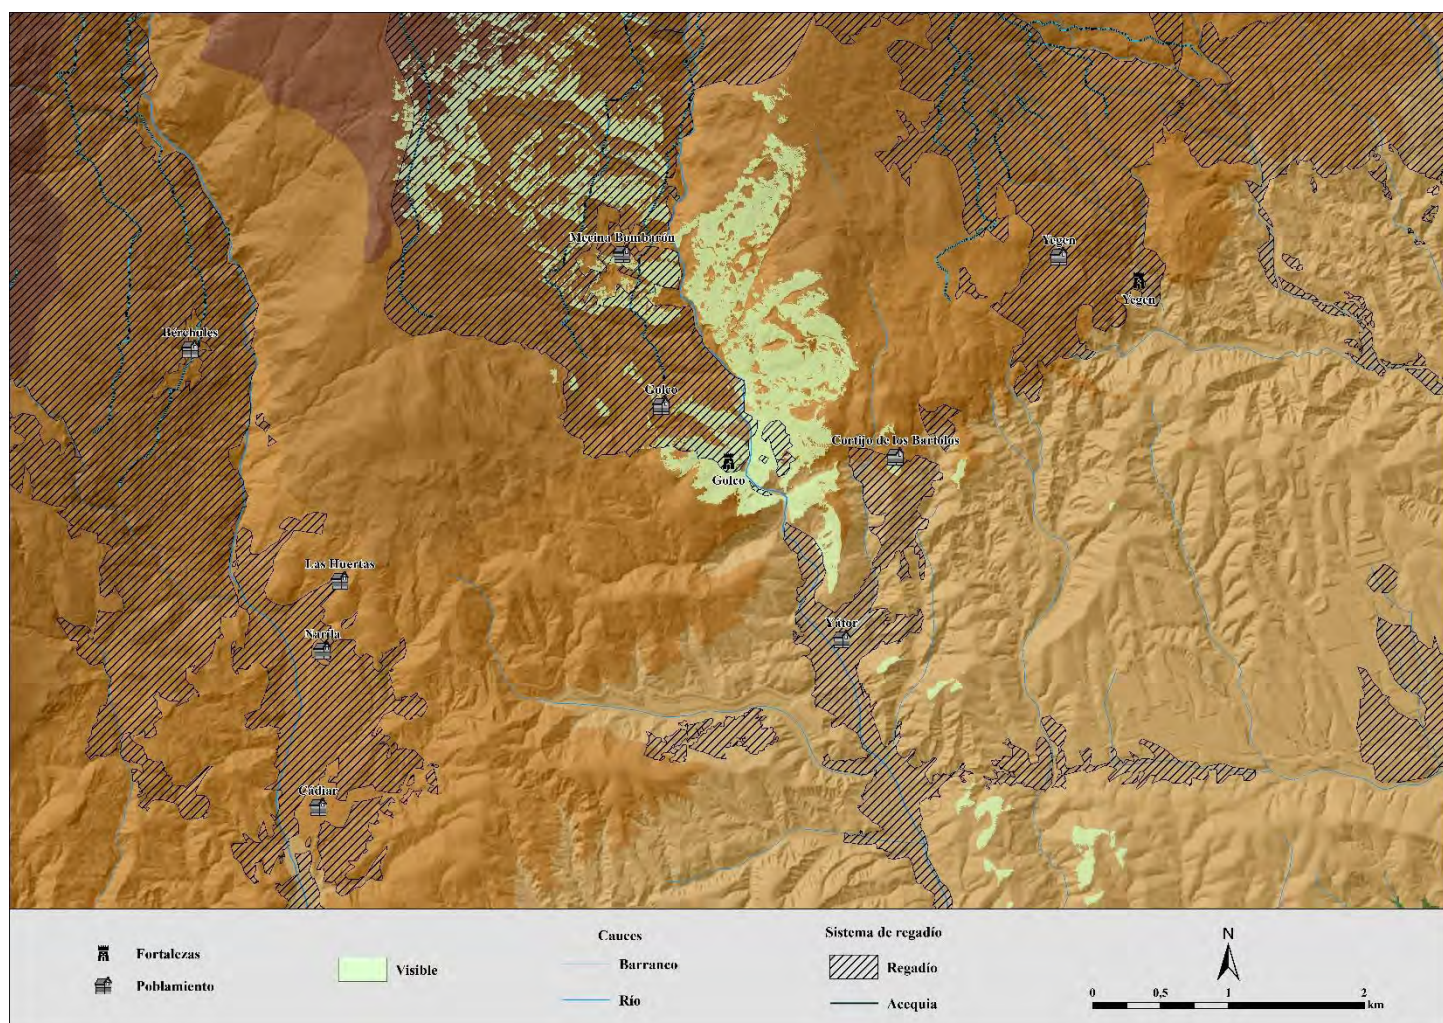 Mecina Bombarón
Yegen
Yegen
Bérchules
Golco
Cortijo de los Bartolos
Golco
Las Huertas
Narila
Yátor
Cádiar
Fortalezas
Poblamiento
Visible
Cauces
Barranco
Río
Sistema de regadío
Regadío
Acequia
N
0 0,5 1 2
km